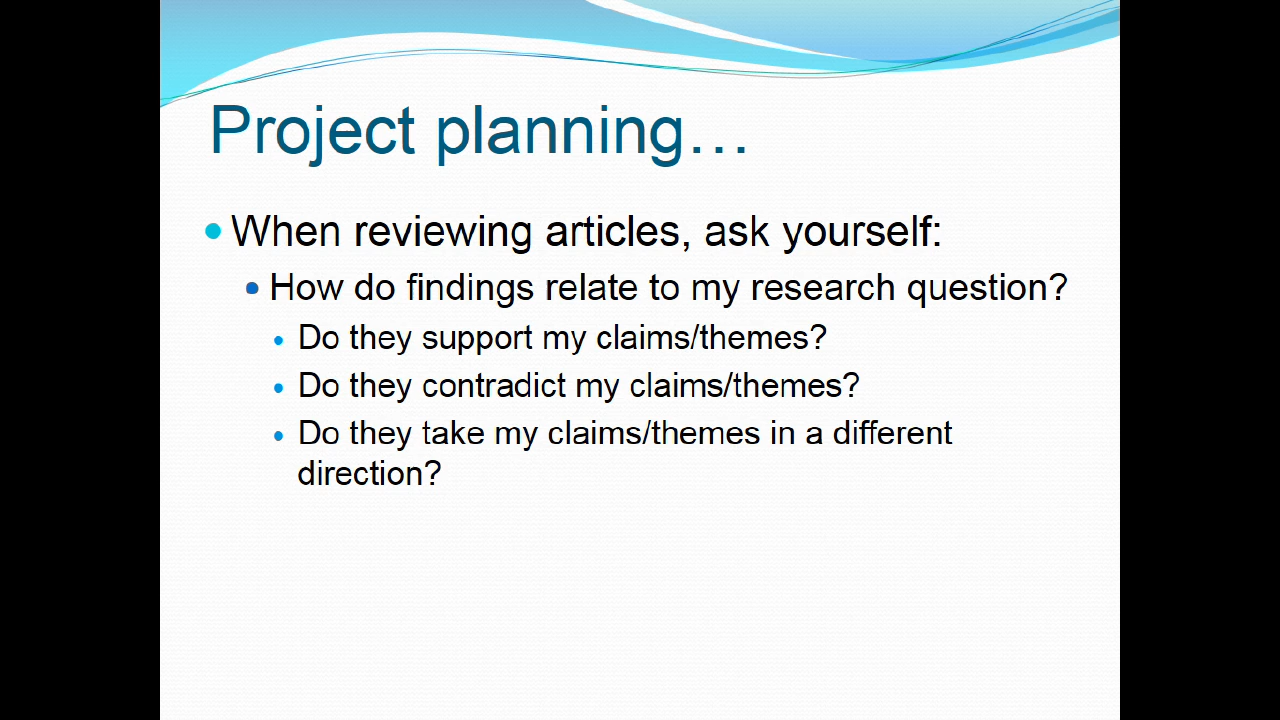 Project planning…
When reviewing articles, ask yourself:
How do findings relate to my research question?
Do they support my claims/themes?
Do they contradict my claims/themes?
Do they take my claims/themes in a different
direction?